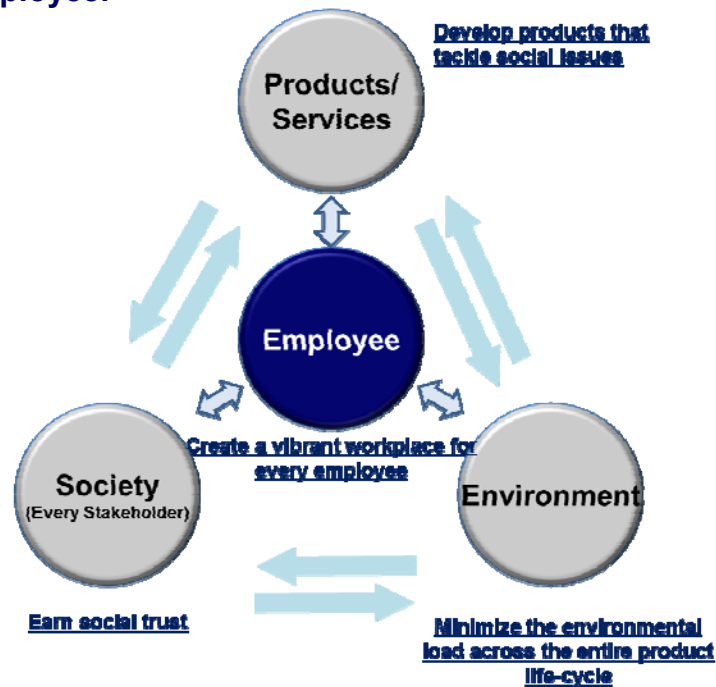 Develop products that
tackle social issues
Products/
Services
Employee
Create a vibrant workplace for
every employee
Society
(Every Stakeholder)
Environment
Earn social trust
Minimize the environmental
load across the entire product
life-cycle